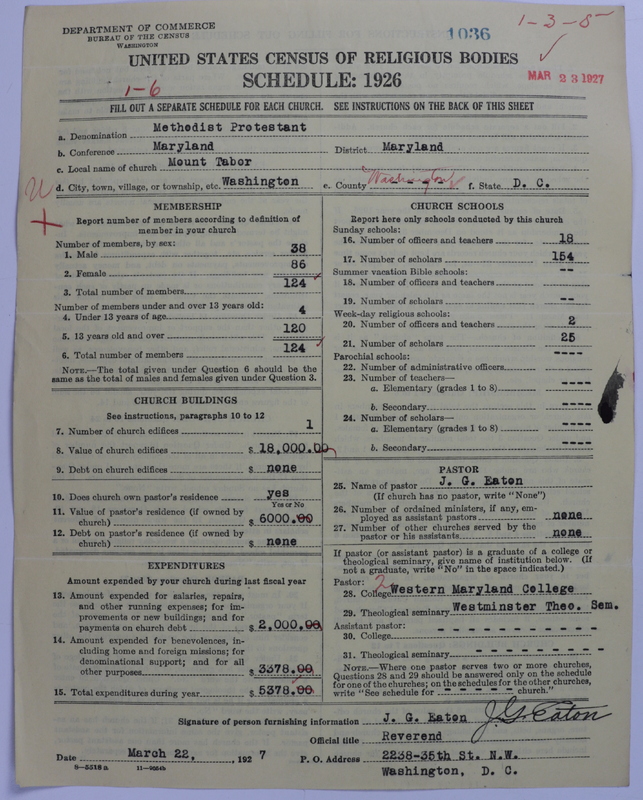 DEPARTMENT OF COMMERCE
BUREAU OF THE CENSUS
WASHINGTON
1036
1-3-8
MAR 23 1927
UNITED STATES CENSUS OF RELIGIOUS BODIES
SCHEDULE: 1926
1-6
FILL OUT A SEPARATE SCHEDULE FOR EACH CHURCH. SEE INSTRUCTIONS ON THE BACK OF THIS SHEET
a. Denomination Methodist Protestant
b. Conference Maryland District Maryland
c. Local name of church Mount Tabor
d. City, town, village, or township, etc. Washington e. County Washington f. State D. C.
MEMBERSHIP
Report number of members according to definition of
member in your church
Number of members, by sex:
1. Male 38
2. Female 86
3. Total number of members 124
Number of members under and over 13 years old:
4. Under 13 years of age 4
5. 13 years old and over 120
6. Total number of members 124
NOTE.—The total given under Question 6 should be
the same as the total of males and females given under Question 3.
CHURCH BUILDINGS
See instructions, paragraphs 10 to 12
7. Number of church edifices 1
8. Value of church edifices $ 18,000.00
9. Debt on church edifices $ none
10. Does church own pastor's residence yes
Yes or No
11. Value of pastor's residence (if owned by
church) $ 6000.00
12. Debt on pastor's residence (if owned by
church) $ none
EXPENDITURES
Amount expended by your church during last fiscal year
13. Amount expended for salaries, repairs,
and other running expenses; for im-
provements or new buildings; and for
payments on church debt $ 2,000.00
14. Amount expended for benevolences, in-
cluding home and foreign missions; for
denominational support; and for all
other purposes $ 3378.00
15. Total expenditures during year $ 5378.00
CHURCH SCHOOLS
Report here only schools conducted by this church
Sunday schools:
16. Number of officers and teachers 18
17. Number of scholars 154
Summer vacation Bible schools:
18. Number of officers and teachers --
19. Number of scholars --
Week-day religious schools:
20. Number of officers and teachers 2
21. Number of scholars 25
Parochial schools:
22. Number of administrative officers ----
23. Number of teachers—
a. Elementary (grades 1 to 8) ----
b. Secondary ----
24. Number of scholars—
a. Elementary (grades 1 to 8) ----
b. Secondary ----
PASTOR
25. Name of pastor J. G. Eaton
(If church has no pastor, write "None")
26. Number of ordained ministers, if any, em-
ployed as assistant pastors none
27. Number of other churches served by the
pastor or his assistants none
If pastor (or assistant pastor) is a graduate of a college or
theological seminary, give name of institution below. (If
not a graduate, write "No" in the space indicated.)
Pastor:
28. College 2 Western Maryland College
29. Theological seminary Westminster Theo. Sem.
Assistant pastor:
30. College - - - - - - - - - -
31. Theological seminary - - - - - - - -
NOTE.—Where one pastor serves two or more churches,
Questions 28 and 29 should be answered only on the schedule
for one of the churches; on the schedules for the other churches,
write "See schedule for - - - - - church."
Signature of person furnishing information J. G. Eaton J. G. Eaton
Official title Reverend
Date March 22, 1927 P. O. Address 2238-35th St. N.W.
Washington, D. C.